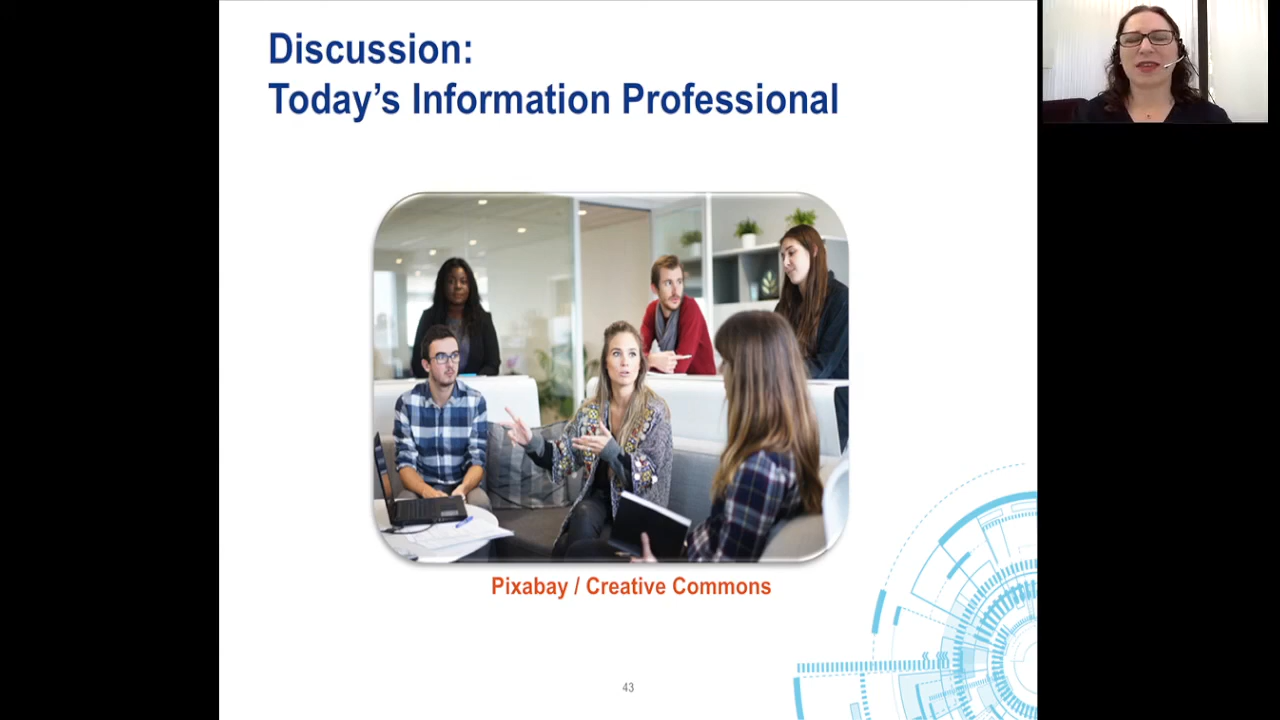 Discussion:
Today’s Information Professional
Pixabay / Creative Commons
43